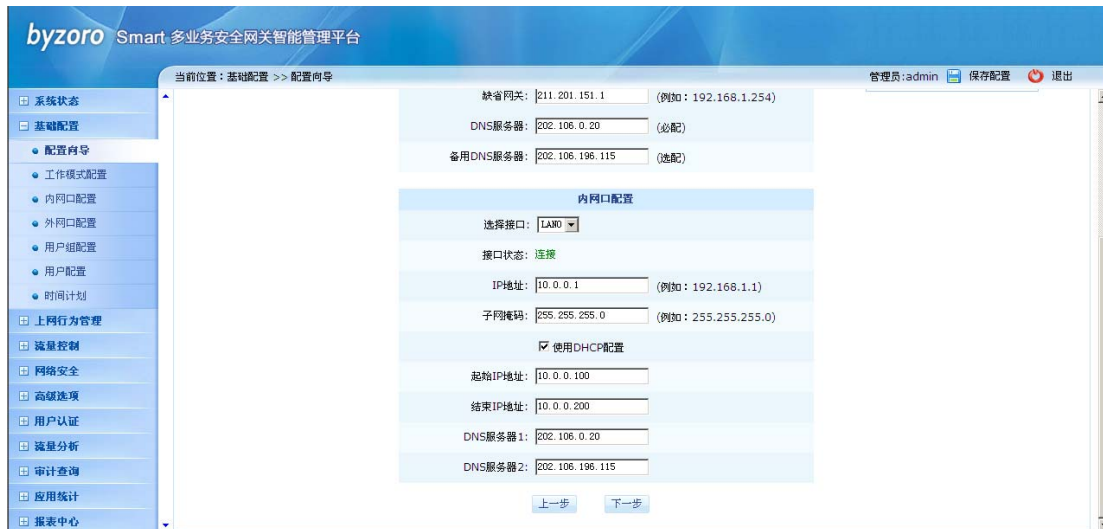 byzoro Smart 多业务安全网关智能管理平台
当前位置：基础配置 >> 配置向导
管理员:admin 保存配置 退出
系统状态
基础配置
配置向导
工作模式配置
内网口配置
外网口配置
用户组配置
用户配置
时间计划
上网行为管理
流量控制
网络安全
高级选项
用户认证
流量分析
审计查询
应用统计
报表中心
缺省网关: 211.201.151.1 (例如：192.168.1.254)
DNS服务器: 202.106.0.20 (必配)
备用DNS服务器: 202.106.196.115 (选配)
内网口配置
选择接口: LAN0
接口状态: 连接
IP地址: 10.0.0.1 (例如：192.168.1.1)
子网掩码: 255.255.255.0 (例如：255.255.255.0)
使用DHCP配置
起始IP地址: 10.0.0.100
结束IP地址: 10.0.0.200
DNS服务器1: 202.106.0.20
DNS服务器2: 202.106.196.115
上一步 下一步